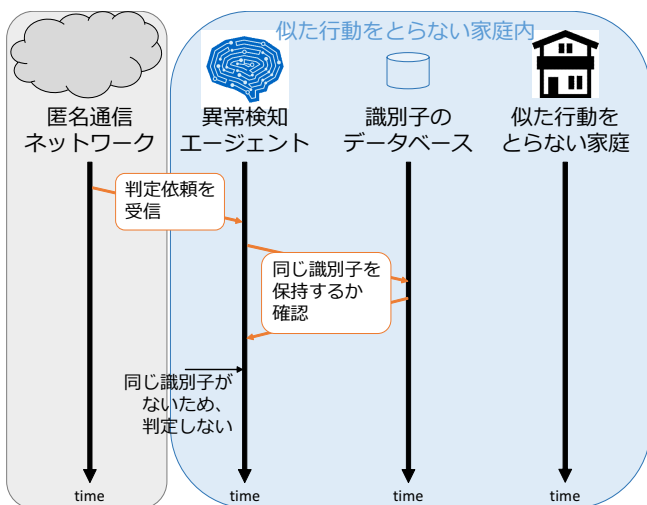 似た行動をとらない家庭内
匿名通信
ネットワーク
異常検知
エージェント
識別子の
データベース
似た行動を
とらない家庭
判定依頼を
受信
同じ識別子を
保持するか
確認
同じ識別子が
ないため、
判定しない
time
time
time
time